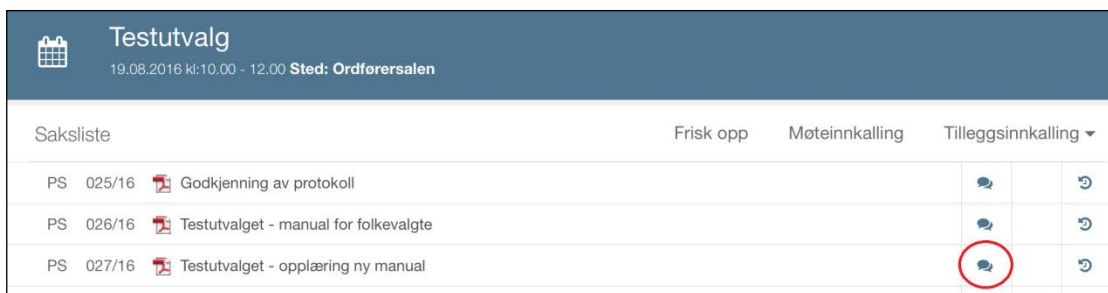 Testutvalg
19.08.2016 kl:10.00 - 12.00 Sted: Ordførersalen
Saksliste Frisk opp Møteinnkalling Tilleggsinnkalling
PS 025/16 Godkjenning av protokoll
PS 026/16 Testutvalget - manual for folkevalgte
PS 027/16 Testutvalget - opplæring ny manual